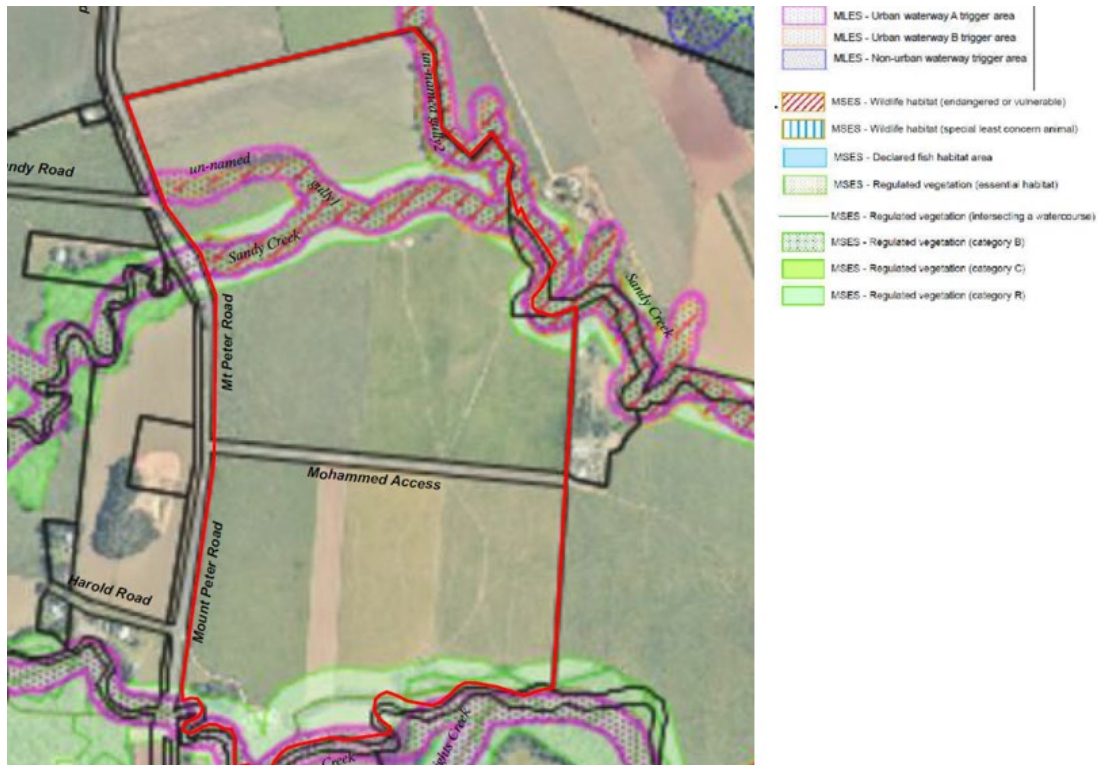 MLES - Urban waterway A trigger area
MLES - Urban waterway B trigger area
MLES - Non-urban waterway trigger area
MSES - Wildlife habitat (endangered or vulnerable)
MSES - Wildlife habitat (special least concern animal)
MSES - Declared fish habitat area
MSES - Regulated vegetation (essential habitat)
MSES - Regulated vegetation (intersecting a watercourse)
MSES - Regulated vegetation (category B)
MSES - Regulated vegetation (category C)
MSES - Regulated vegetation (category R)
un-named gully2
un-named
gully1
ndy Road
Sandy Creek
Sandy Creek
Mt Peter Road
Mohammed Access
Mount Peter Road
Harold Road
Creek
ghts Creek